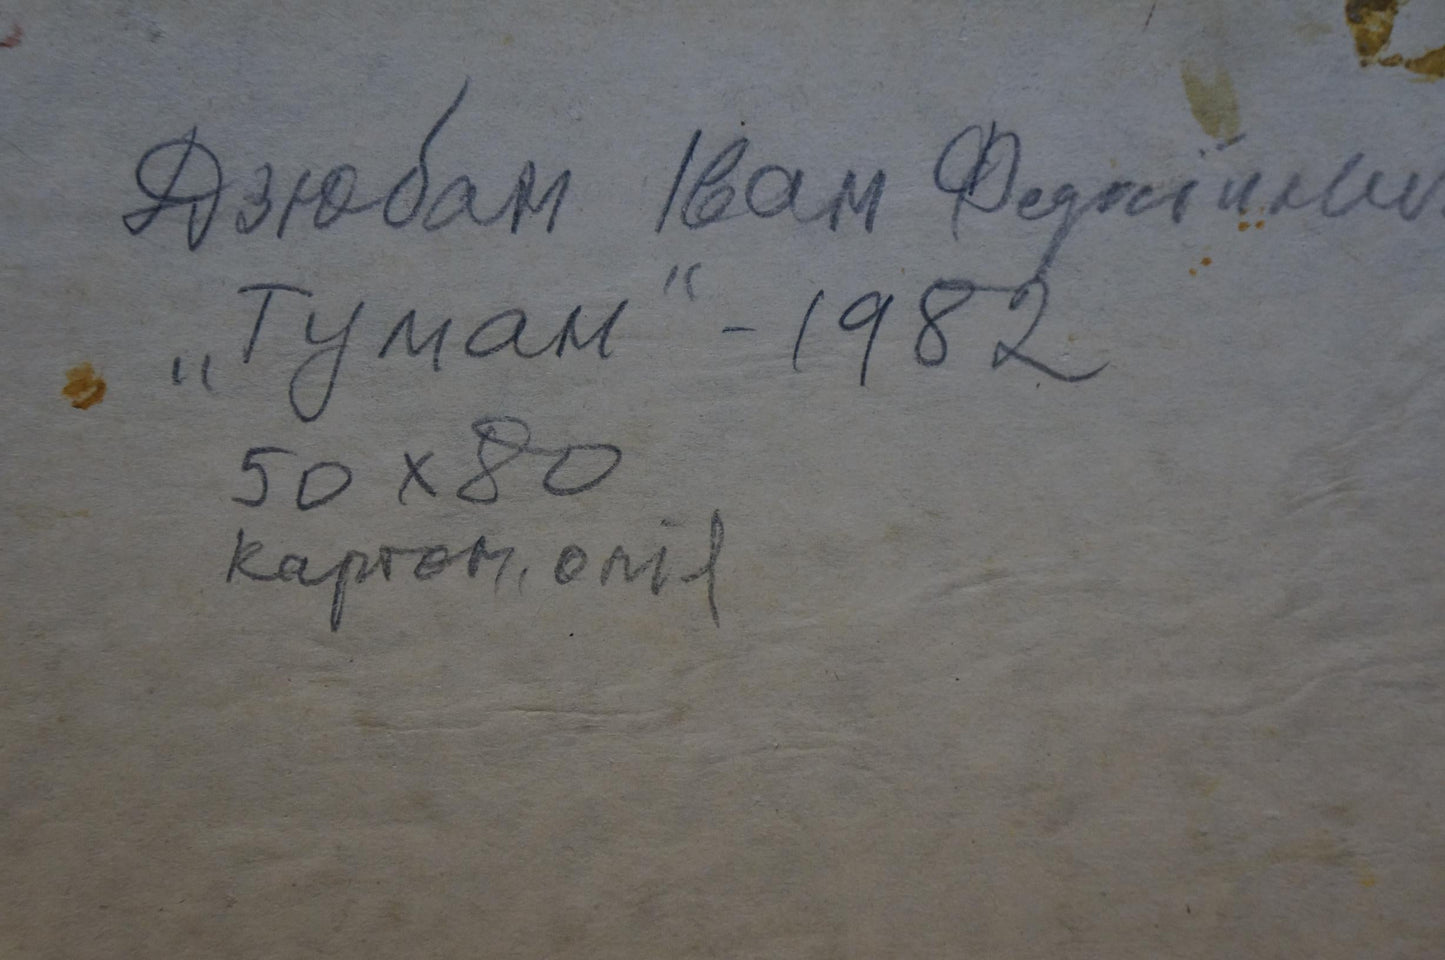 Дзюбан Іван
„Туман“ - 1982
50 x 80
картон, олія